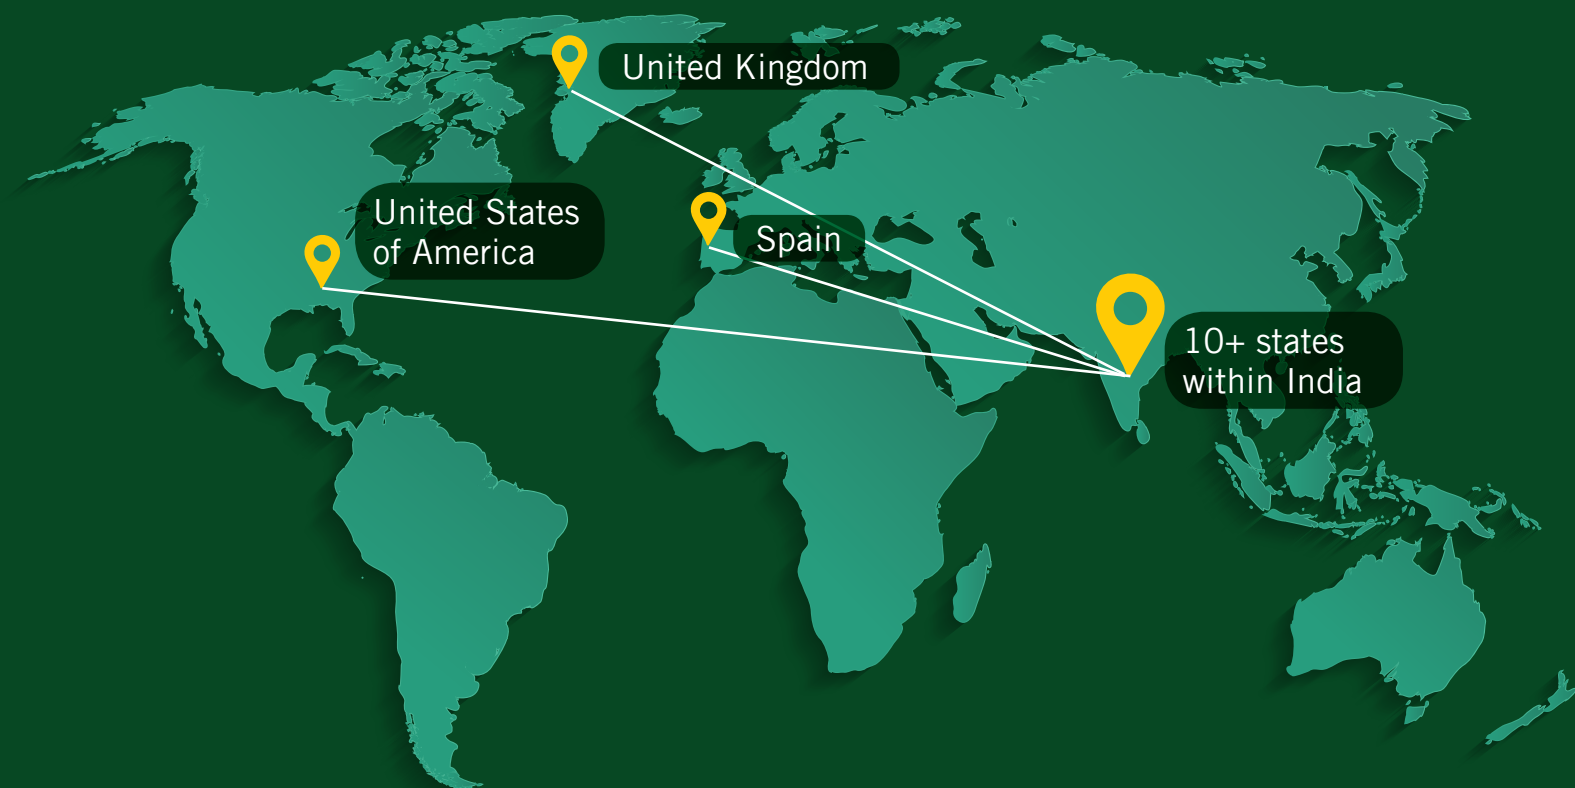 United Kingdom
United States
of America
Spain
10+ states
within India